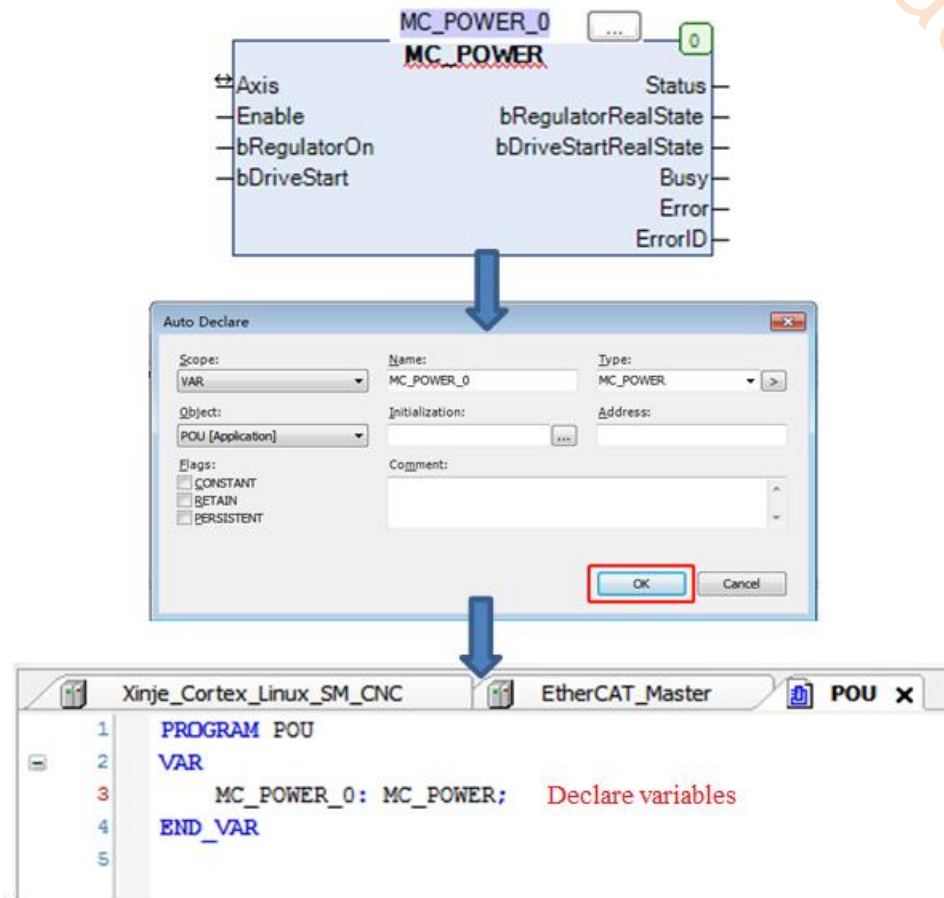 MC_POWER_0 ...
0
MC_POWER
Axis Status
Enable bRegulatorRealState
bRegulatorOn bDriveStartRealState
bDriveStart Busy
Error
ErrorID
Auto Declare
Scope: Name: Type:
VAR MC_POWER_0 MC_POWER >
Object: Initialization: Address:
POU [Application] ...
Flags: Comment:
CONSTANT
RETAIN
PERSISTENT
OK Cancel
Xinje_Cortex_Linux_SM_CNC EtherCAT_Master POU X
1 PROGRAM POU
2 VAR
3 MC_POWER_0: MC_POWER; Declare variables
4 END_VAR
5